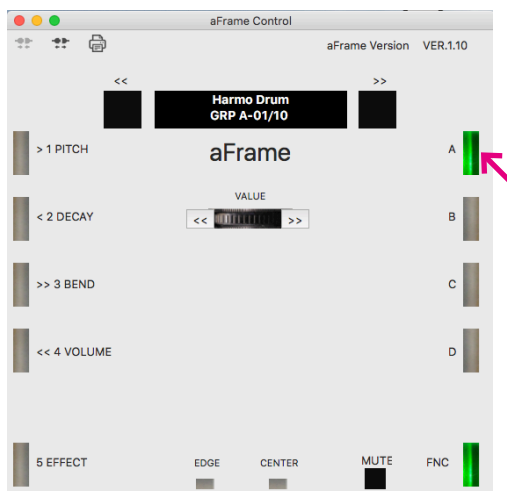 aFrame Control
aFrame Version VER.1.10
<< >>
Harmo Drum
GRP A-01/10
> 1 PITCH aFrame A
VALUE
< 2 DECAY << >> B
>> 3 BEND C
<< 4 VOLUME D
5 EFFECT EDGE CENTER MUTE FNC